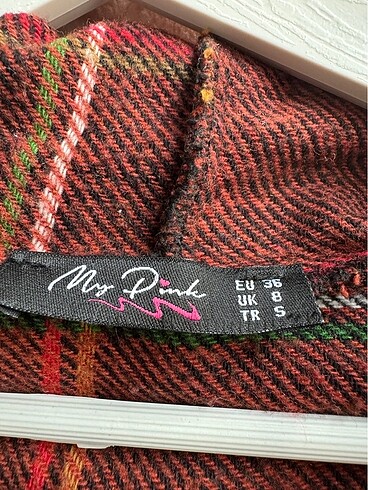 My Pink
EU 36
UK 8
TR S